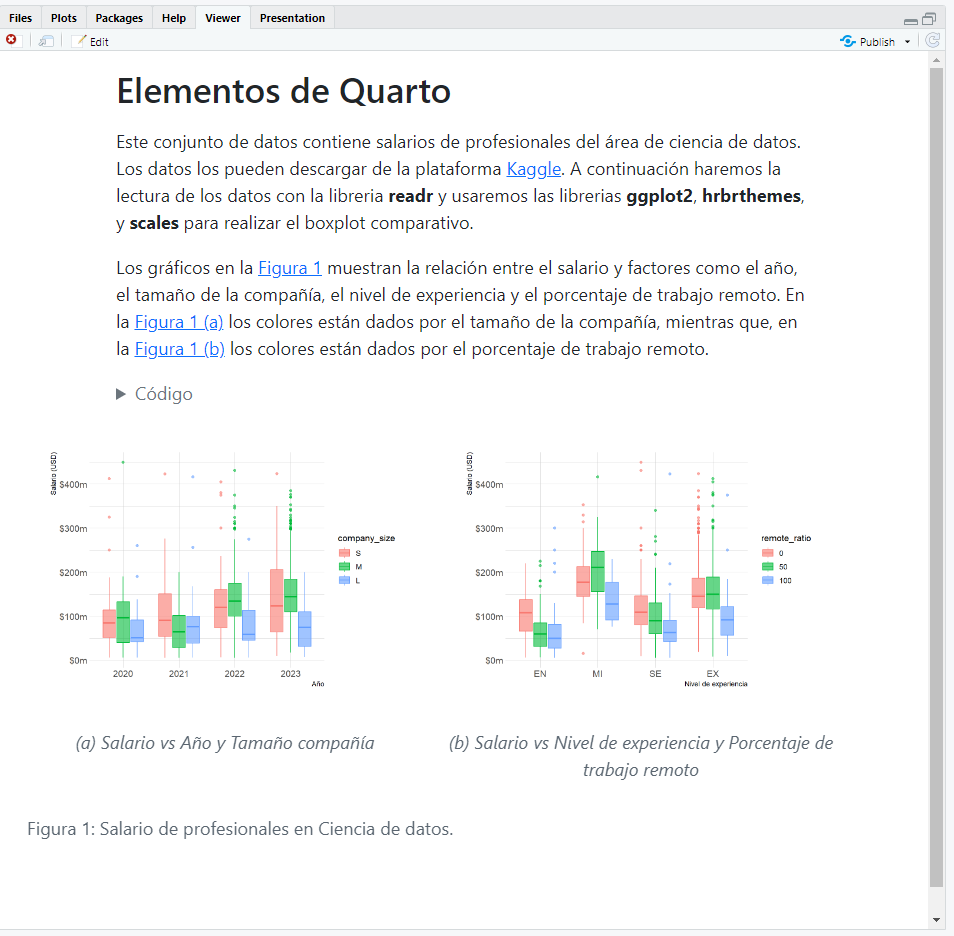 Files Plots Packages Help Viewer Presentation
Edit Publish
Elementos de Quarto
Este conjunto de datos contiene salarios de profesionales del área de ciencia de datos.
Los datos los pueden descargar de la plataforma Kaggle. A continuación haremos la
lectura de los datos con la libreria readr y usaremos las librerias ggplot2, hrbrthemes,
y scales para realizar el boxplot comparativo.
Los gráficos en la Figura 1 muestran la relación entre el salario y factores como el año,
el tamaño de la compañía, el nivel de experiencia y el porcentaje de trabajo remoto. En
la Figura 1 (a) los colores están dados por el tamaño de la compañía, mientras que, en
la Figura 1 (b) los colores están dados por el porcentaje de trabajo remoto.
Código
Salario (USD)
$400m
$300m
$200m
$100m
$0m
2020 2021 2022 2023
Año
company_size
S
M
L
Salario (USD)
$400m
$300m
$200m
$100m
$0m
EN MI SE EX
Nivel de experiencia
remote_ratio
0
50
100
(a) Salario vs Año y Tamaño compañía
(b) Salario vs Nivel de experiencia y Porcentaje de
trabajo remoto
Figura 1: Salario de profesionales en Ciencia de datos.